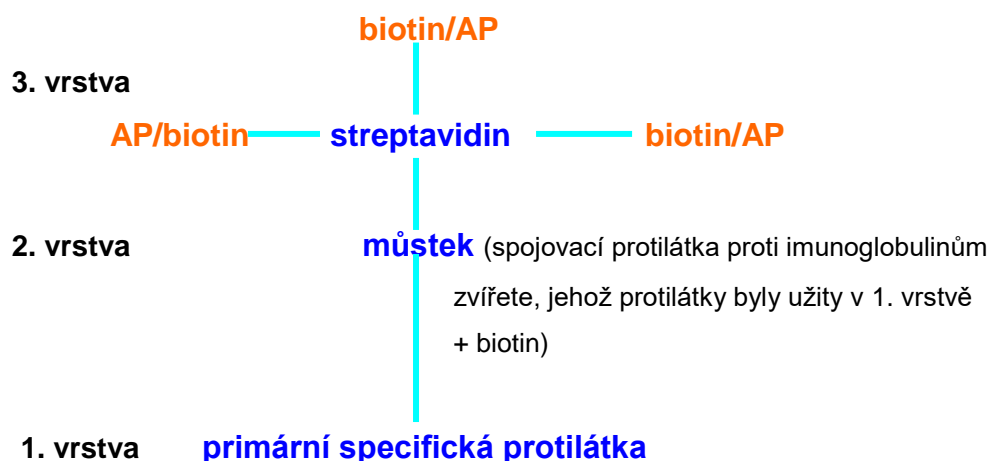 biotin/AP
3. vrstva
AP/biotin streptavidin biotin/AP
2. vrstva můstek (spojovací protilátka proti imunoglobulinům
zvířete, jehož protilátky byly užity v 1. vrstvě
+ biotin)
1. vrstva primární specifická protilátka